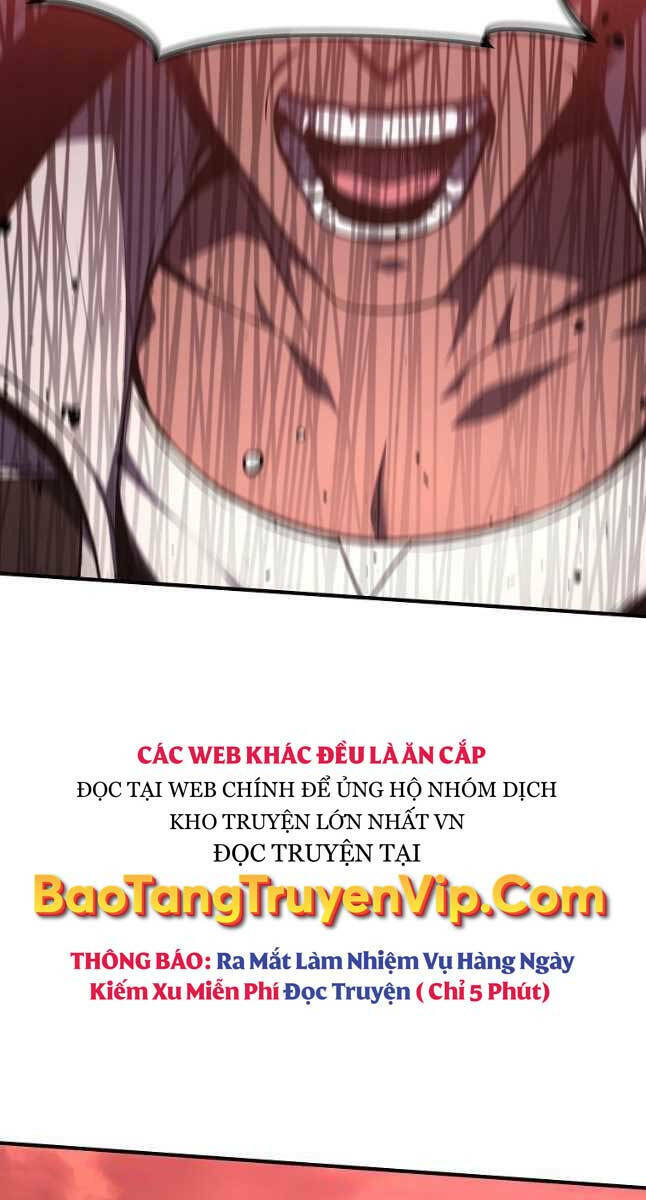 CÁC WEB KHÁC ĐỀU LÀ ĂN CẮP
ĐỌC TẠI WEB CHÍNH ĐỂ ỦNG HỘ NHÓM DỊCH
KHO TRUYỆN LỚN NHẤT VN
ĐỌC TRUYỆN TẠI
BaoTangTruyenVip.Com
THÔNG BÁO: Ra Mắt Làm Nhiệm Vụ Hàng Ngày
Kiếm Xu Miễn Phí Đọc Truyện ( Chỉ 5 Phút)